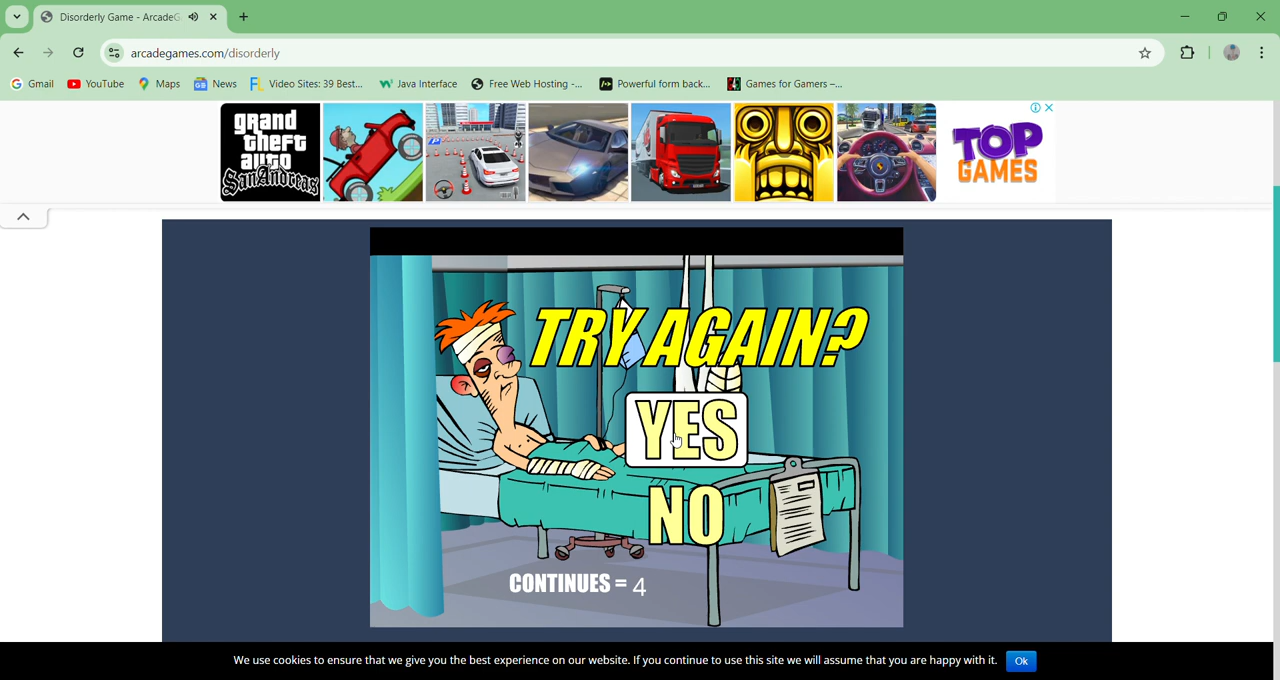 Disorderly Game - ArcadeG
arcadegames.com/disorderly
Gmail YouTube Maps News Video Sites: 39 Best... Java Interface Free Web Hosting -... Powerful form back... Games for Gamers –...
grand
theft
auto
San Andreas
TOP
GAMES
TRY AGAIN?
YES
NO
CONTINUES = 4
We use cookies to ensure that we give you the best experience on our website. If you continue to use this site we will assume that you are happy with it. Ok